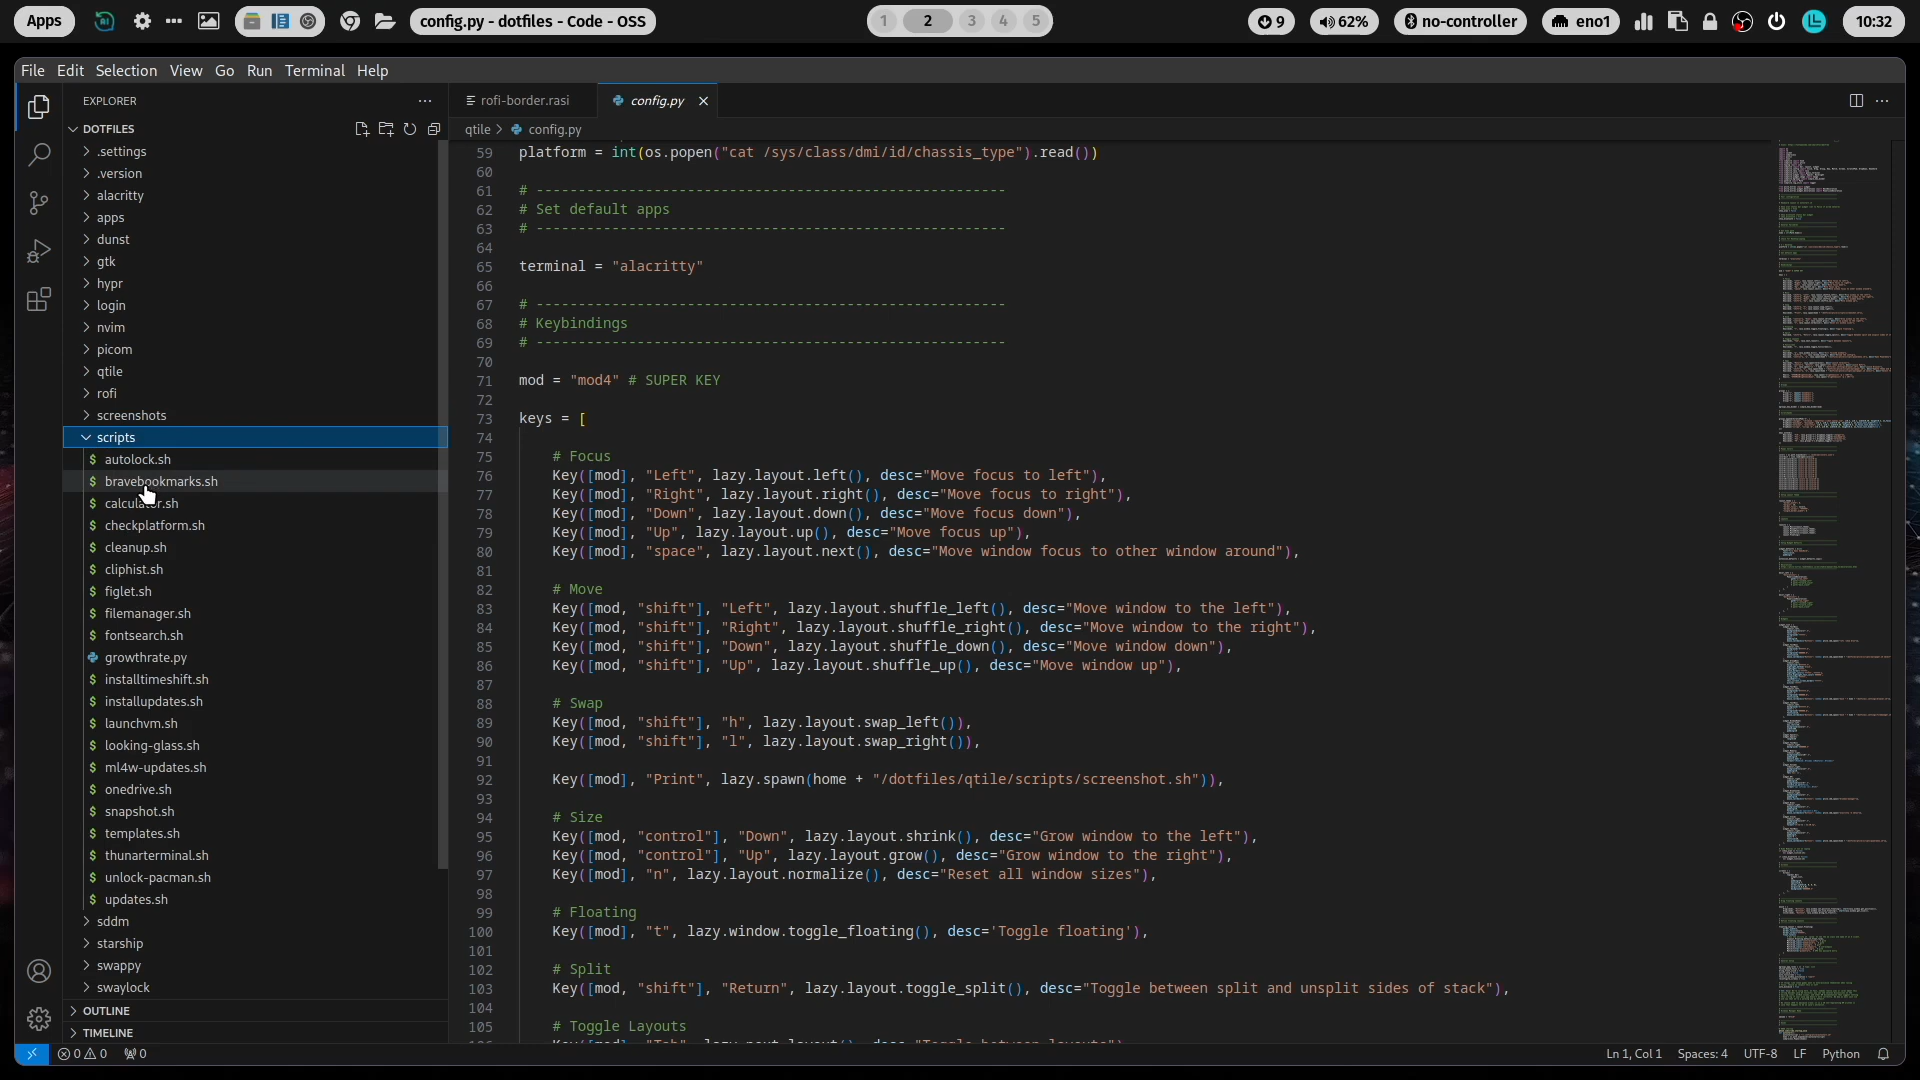 Apps
config.py - dotfiles - Code - OSS
1 2 3 4 5
9
62%
no-controller
eno1
10:32
File Edit Selection View Go Run Terminal Help
EXPLORER
DOTFILES
.settings
.version
alacritty
apps
dunst
gtk
hypr
login
nvim
picom
qtile
rofi
screenshots
scripts
$ autolock.sh
$ bravebookmarks.sh
$ calculator.sh
$ checkplatform.sh
$ cleanup.sh
$ cliphist.sh
$ figlet.sh
$ filemanager.sh
$ fontsearch.sh
growthrate.py
$ installtimeshift.sh
$ installupdates.sh
$ launchvm.sh
$ looking-glass.sh
$ ml4w-updates.sh
$ onedrive.sh
$ snapshot.sh
$ templates.sh
$ thunarterminal.sh
$ unlock-pacman.sh
$ updates.sh
sddm
starship
swappy
swaylock
OUTLINE
TIMELINE
rofi-border.rasi
config.py
qtile > config.py
59 platform = int(os.popen("cat /sys/class/dmi/id/chassis_type").read())
60
61 # --------------------------------------------------------
62 # Set default apps
63 # --------------------------------------------------------
64
65 terminal = "alacritty"
66
67 # --------------------------------------------------------
68 # Keybindings
69 # --------------------------------------------------------
70
71 mod = "mod4" # SUPER KEY
72
73 keys = [
74
75 # Focus
76 Key([mod], "Left", lazy.layout.left(), desc="Move focus to left"),
77 Key([mod], "Right", lazy.layout.right(), desc="Move focus to right"),
78 Key([mod], "Down", lazy.layout.down(), desc="Move focus down"),
79 Key([mod], "Up", lazy.layout.up(), desc="Move focus up"),
80 Key([mod], "space", lazy.layout.next(), desc="Move window focus to other window around"),
81
82 # Move
83 Key([mod, "shift"], "Left", lazy.layout.shuffle_left(), desc="Move window to the left"),
84 Key([mod, "shift"], "Right", lazy.layout.shuffle_right(), desc="Move window to the right"),
85 Key([mod, "shift"], "Down", lazy.layout.shuffle_down(), desc="Move window down"),
86 Key([mod, "shift"], "Up", lazy.layout.shuffle_up(), desc="Move window up"),
87
88 # Swap
89 Key([mod, "shift"], "h", lazy.layout.swap_left()),
90 Key([mod, "shift"], "l", lazy.layout.swap_right()),
91
92 Key([mod], "Print", lazy.spawn(home + "/dotfiles/qtile/scripts/screenshot.sh")),
93
94 # Size
95 Key([mod, "control"], "Down", lazy.layout.shrink(), desc="Grow window to the left"),
96 Key([mod, "control"], "Up", lazy.layout.grow(), desc="Grow window to the right"),
97 Key([mod], "n", lazy.layout.normalize(), desc="Reset all window sizes"),
98
99 # Floating
100 Key([mod], "t", lazy.window.toggle_floating(), desc='Toggle floating'),
101
102 # Split
103 Key([mod, "shift"], "Return", lazy.layout.toggle_split(), desc="Toggle between split and unsplit sides of stack"),
104
105 # Toggle Layouts
0 0 0
Ln 1, Col 1 Spaces: 4 UTF-8 LF Python